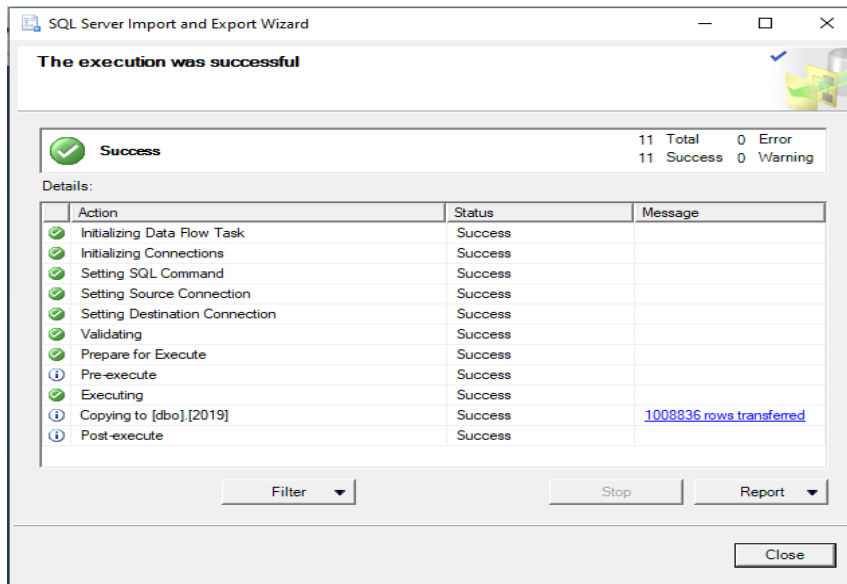 SQL Server Import and Export Wizard
The execution was successful
Success
11 Total 0 Error
11 Success 0 Warning
Details:
Action Status Message
Initializing Data Flow Task Success
Initializing Connections Success
Setting SQL Command Success
Setting Source Connection Success
Setting Destination Connection Success
Validating Success
Prepare for Execute Success
Pre-execute Success
Executing Success
Copying to [dbo].[2019] Success 1008836 rows transferred
Post-execute Success
Filter Stop Report
Close